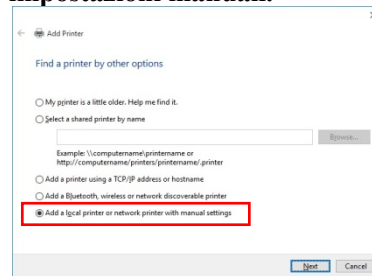 impostazioni manuali.
Add Printer
Find a printer by other options
My printer is a little older. Help me find it.
Select a shared printer by name
Browse...
Example: \\computername\printername or
http://computername/printers/printername/.printer
Add a printer using a TCP/IP address or hostname
Add a Bluetooth, wireless or network discoverable printer
Add a local printer or network printer with manual settings
Next Cancel